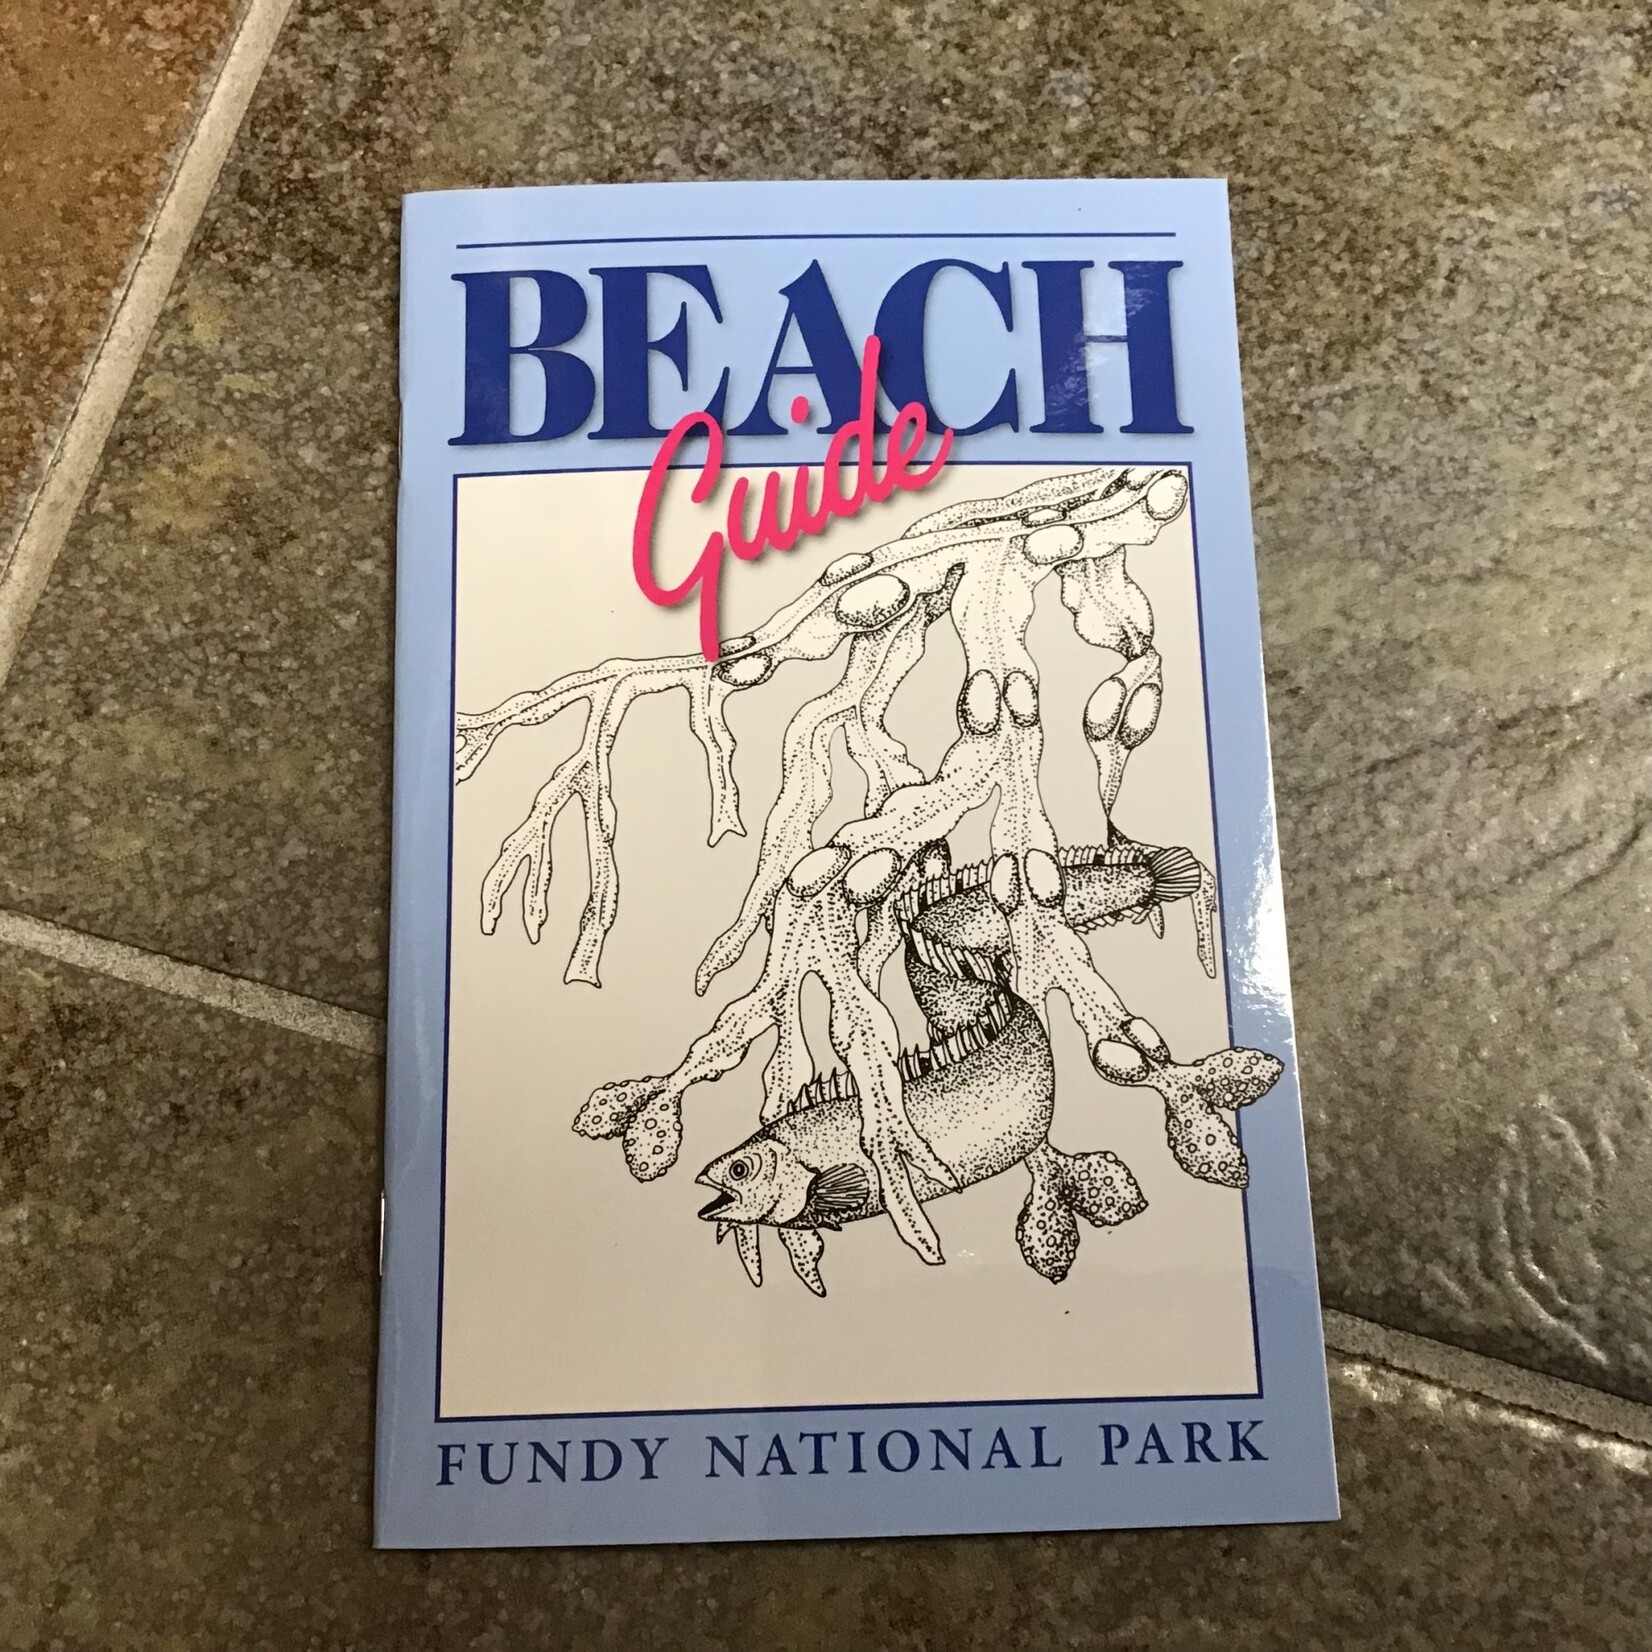 BEACH
Guide
FUNDY NATIONAL PARK